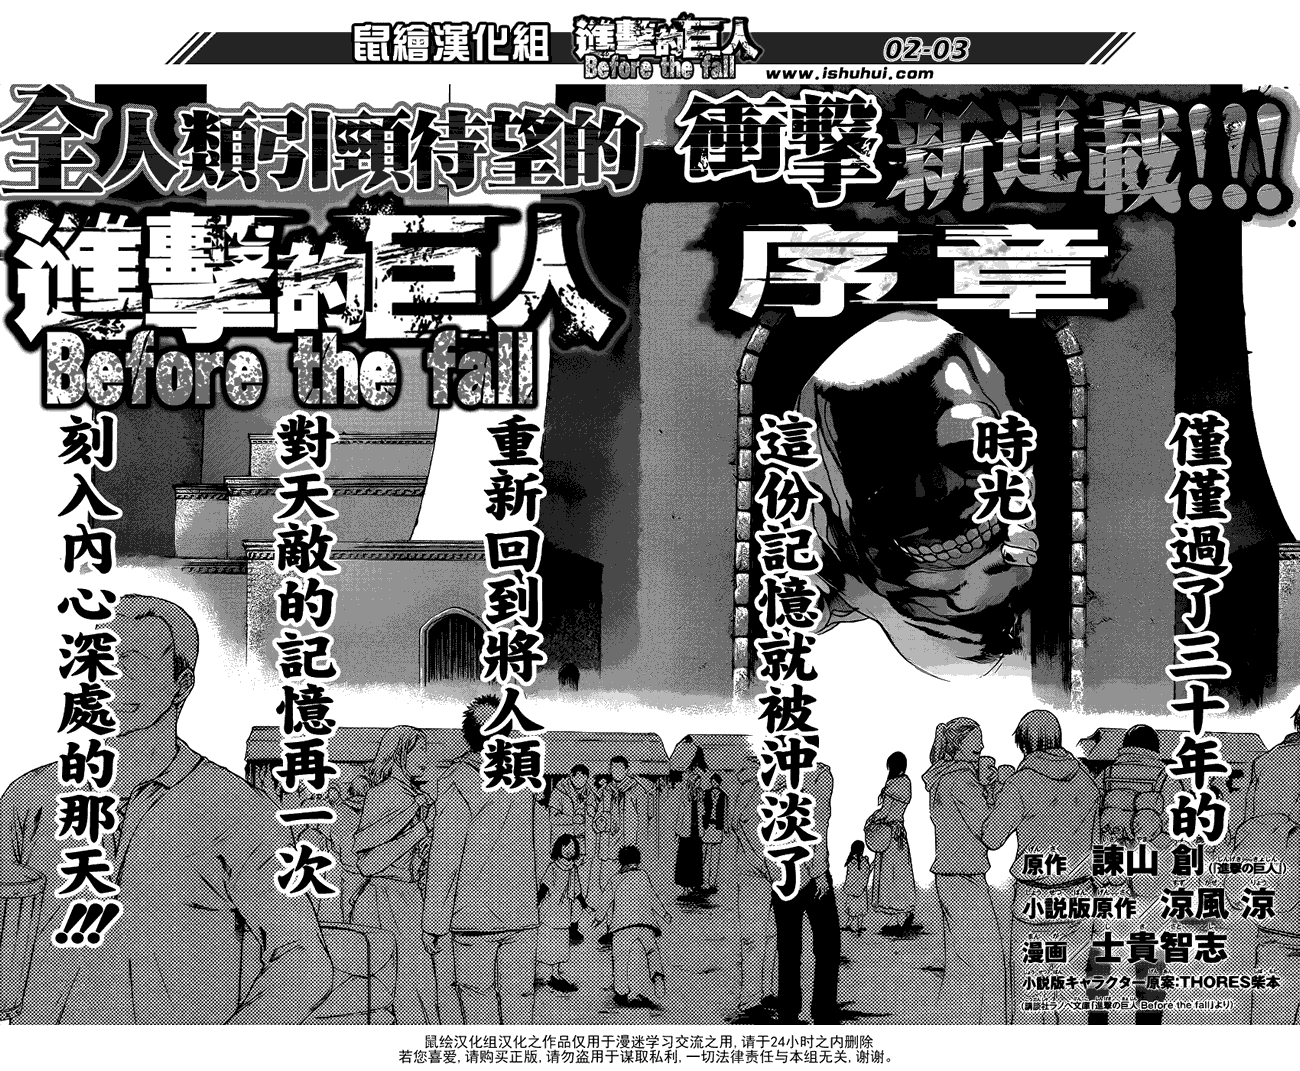 鼠繪漢化組
進撃的巨人
Before the fall
02-03
www.ishuhui.com
全人類引頸待望的
衝撃新連載!!!
進撃的巨人
Before the fall
序章
僅僅過了三十年的
時光
這份記憶就被沖淡了
重新回到將人類
對天敵的記憶再一次
刻入內心深處的那天!!!
原作／諫山 創(「進撃の巨人」)
小説版原作／涼風 涼
漫画／士貴智志
小説版キャラクター原案:THORES柴本
(講談社ラノベ文庫「進撃の巨人 Before the fall」より)
鼠绘汉化组汉化之作品仅用于漫迷学习交流之用,请于24小时之内删除
若您喜爱,请购买正版,请勿盗用于谋取私利,一切法律责任与本组无关,谢谢。